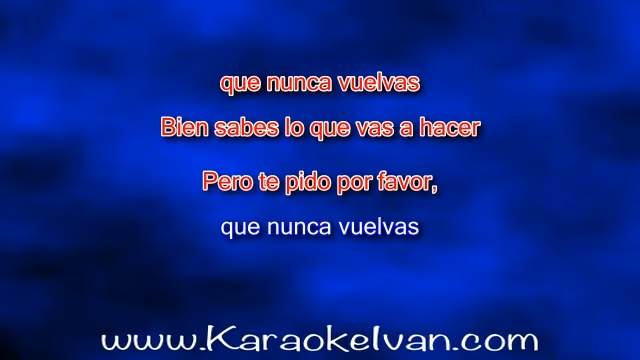 que nunca vuelvas
Bien sabes lo que vas a hacer
Pero te pido por favor,
que nunca vuelvas
www.KaraokeIvan.com